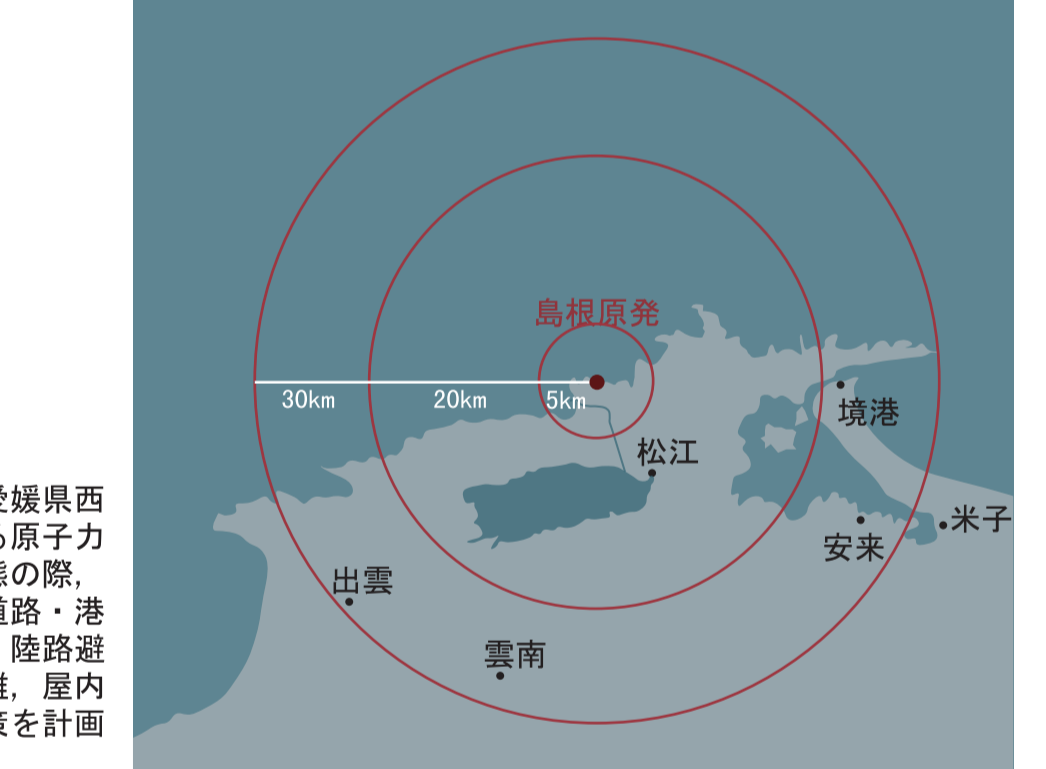 島根原発
30km
20km
5km
松江
境港
米子
安来
出雲
雲南
愛媛県西
る原子力
態の際，
道路・港
，陸路避
難，屋内
策を計画